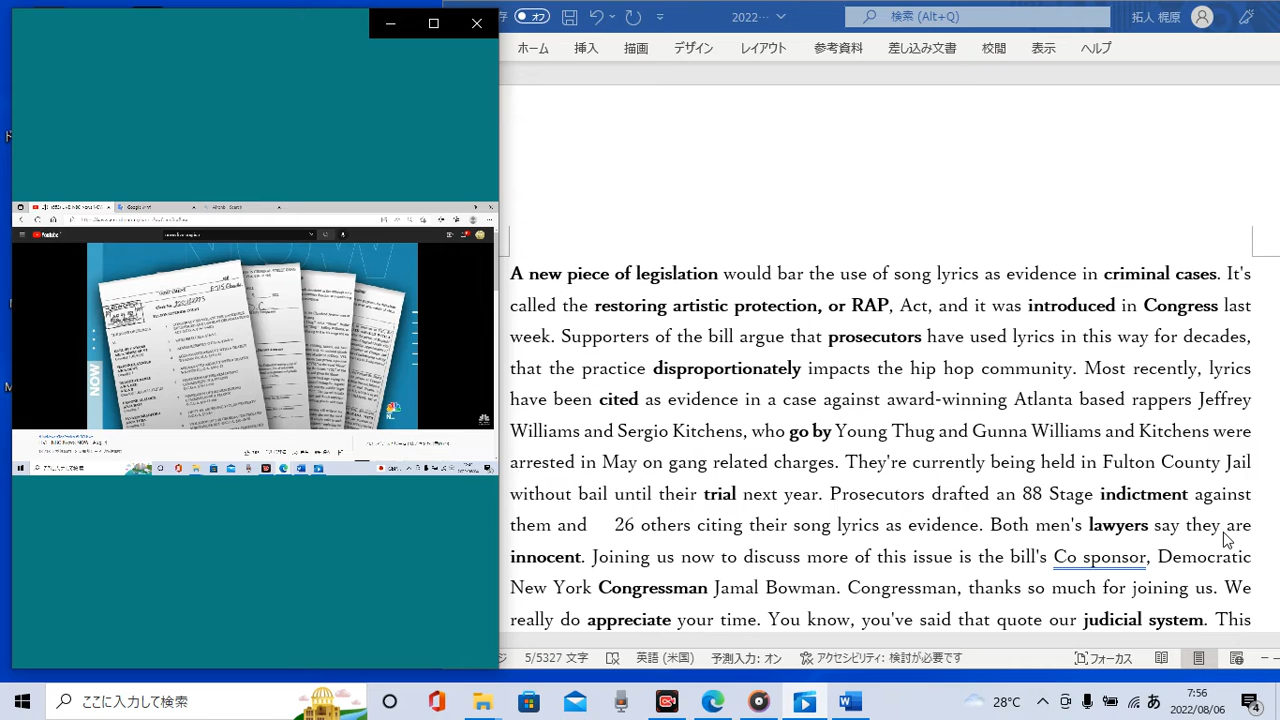 オフ
2022…
検索 (Alt+Q)
拓人 梶原
ホーム 挿入 描画 デザイン レイアウト 参考資料 差し込み文書 校閲 表示 ヘルプ
YouTube
NOW
A new piece of legislation would bar the use of song lyrics as evidence in criminal cases. It's
called the restoring artistic protection, or RAP, Act, and it was introduced in Congress last
week. Supporters of the bill argue that prosecutors have used lyrics in this way for decades,
that the practice disproportionately impacts the hip hop community. Most recently, lyrics
have been cited as evidence in a case against award-winning Atlanta based rappers Jeffrey
Williams and Sergio Kitchens, who go by Young Thug and Gunna Williams and Kitchens were
arrested in May on gang related charges. They're currently being held in Fulton County Jail
without bail until their trial next year. Prosecutors drafted an 88 Stage indictment against
them and 26 others citing their song lyrics as evidence. Both men's lawyers say they are
innocent. Joining us now to discuss more of this issue is the bill's Co sponsor, Democratic
New York Congressman Jamal Bowman. Congressman, thanks so much for joining us. We
really do appreciate your time. You know, you've said that quote our judicial system. This
5/5327 文字 英語 (米国) 予測入力: オン アクセシビリティ: 検討が必要です フォーカス
ここに入力して検索
28°C
あ
7:56
2022/08/06
4